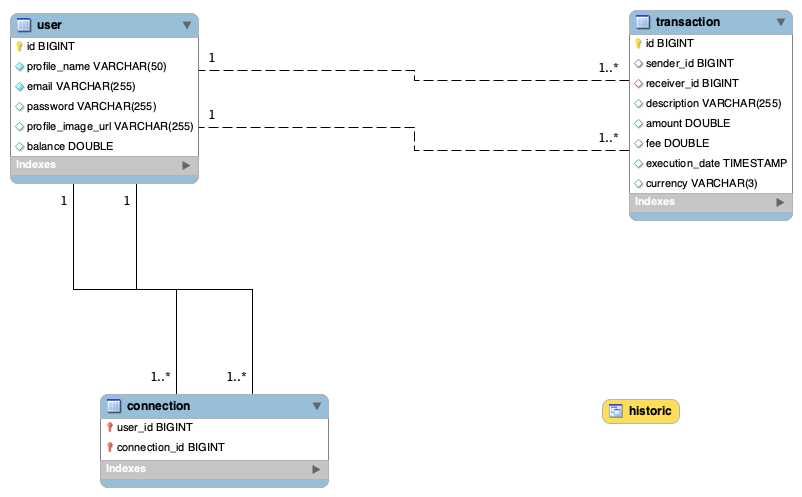 user
id BIGINT
profile_name VARCHAR(50)
email VARCHAR(255)
password VARCHAR(255)
profile_image_url VARCHAR(255)
balance DOUBLE
Indexes
1
1..*
1
1..*
transaction
id BIGINT
sender_id BIGINT
receiver_id BIGINT
description VARCHAR(255)
amount DOUBLE
fee DOUBLE
execution_date TIMESTAMP
currency VARCHAR(3)
Indexes
1
1
1..*
1..*
connection
user_id BIGINT
connection_id BIGINT
Indexes
historic